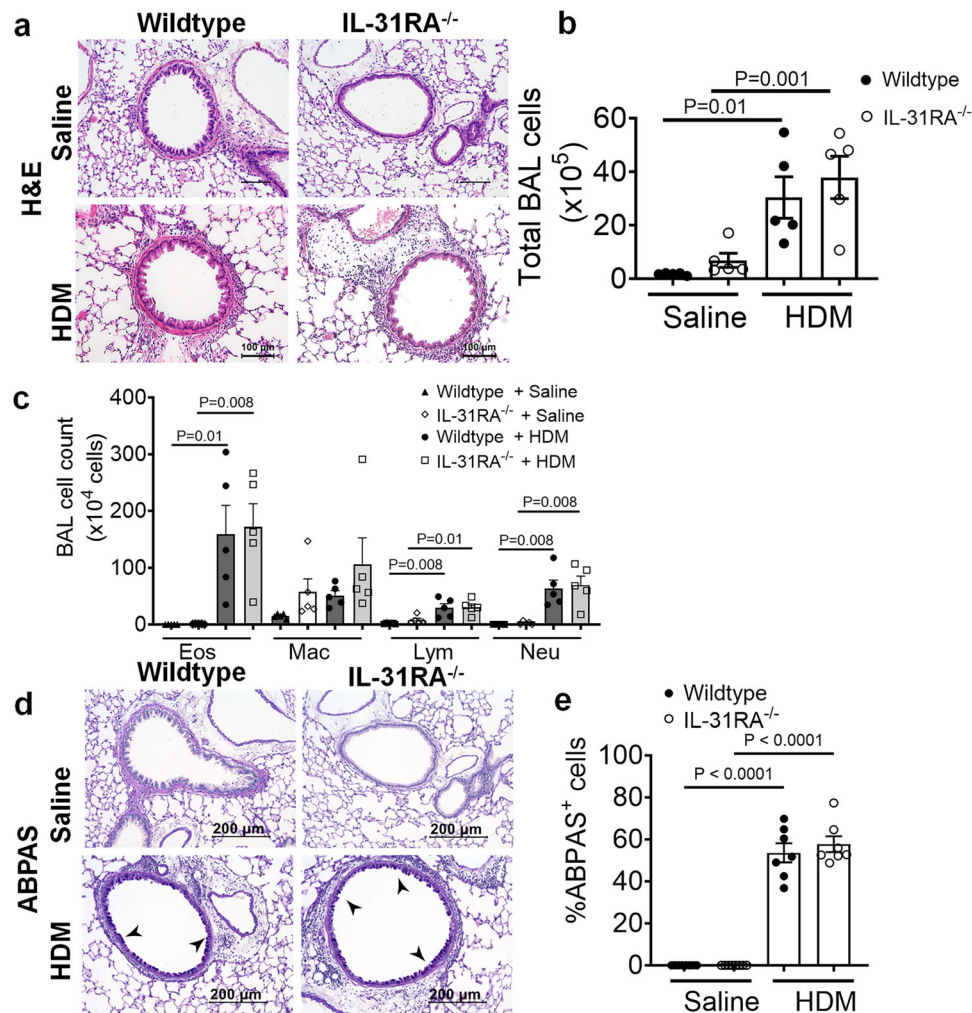 a
Wildtype
IL-31RA-/-
H&E
Saline
HDM
100 µm
100 µm
b
Wildtype
IL-31RA-/-
P=0.001
P=0.01
Total BAL cells
(x10⁵)
60
40
20
0
Saline
HDM
c
Wildtype + Saline
IL-31RA-/- + Saline
Wildtype + HDM
IL-31RA-/- + HDM
BAL cell count
(x10⁴ cells)
400
300
200
100
0
P=0.008
P=0.01
P=0.01
P=0.008
P=0.008
P=0.008
Eos
Mac
Lym
Neu
d
Wildtype
IL-31RA-/-
ABPAS
Saline
200 µm
200 µm
HDM
200 µm
200 µm
e
Wildtype
IL-31RA-/-
P < 0.0001
P < 0.0001
%ABPAS⁺ cells
100
80
60
40
20
0
Saline
HDM